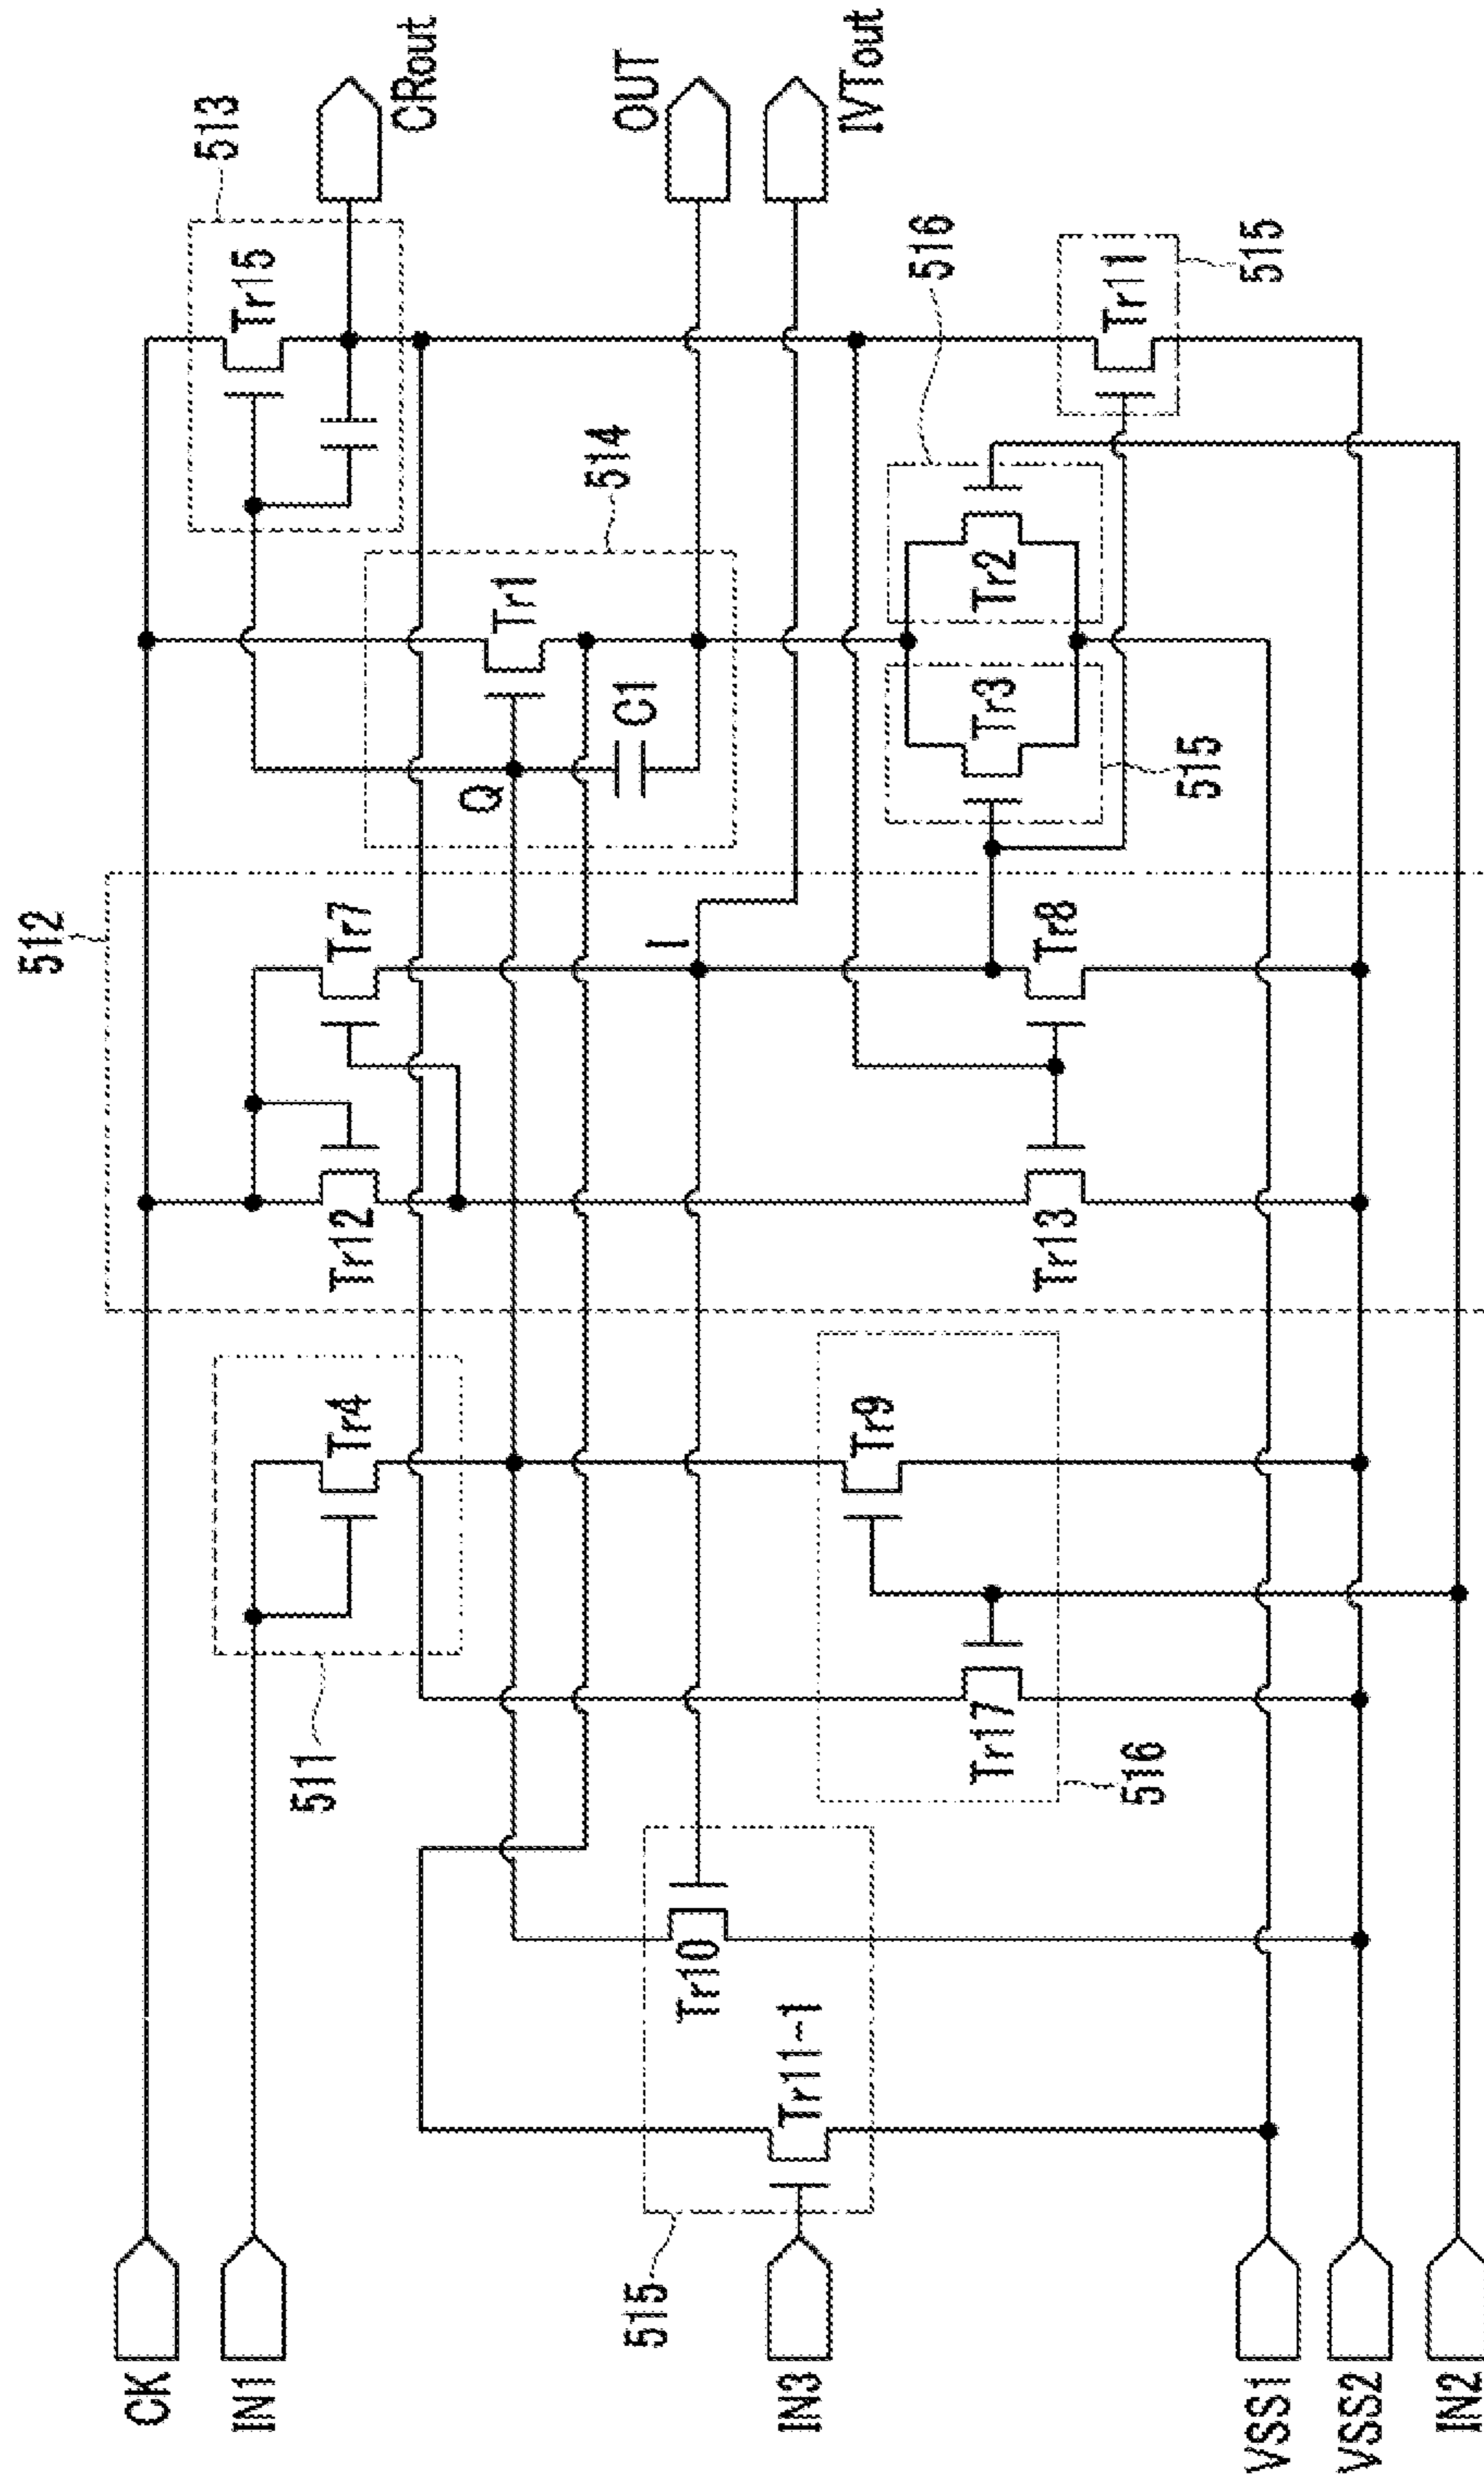 CK
IN1
IN3
VSS1
VSS2
IN2
511
Tr4
515
Tr10
Tr11-1
Tr9
Tr17
516
512
Tr12
Tr7
I
Tr13
Tr8
513
Tr15
514
Tr1
Q
C1
515
Tr3
516
Tr2
515
Tr11
CRout
OUT
IVTout